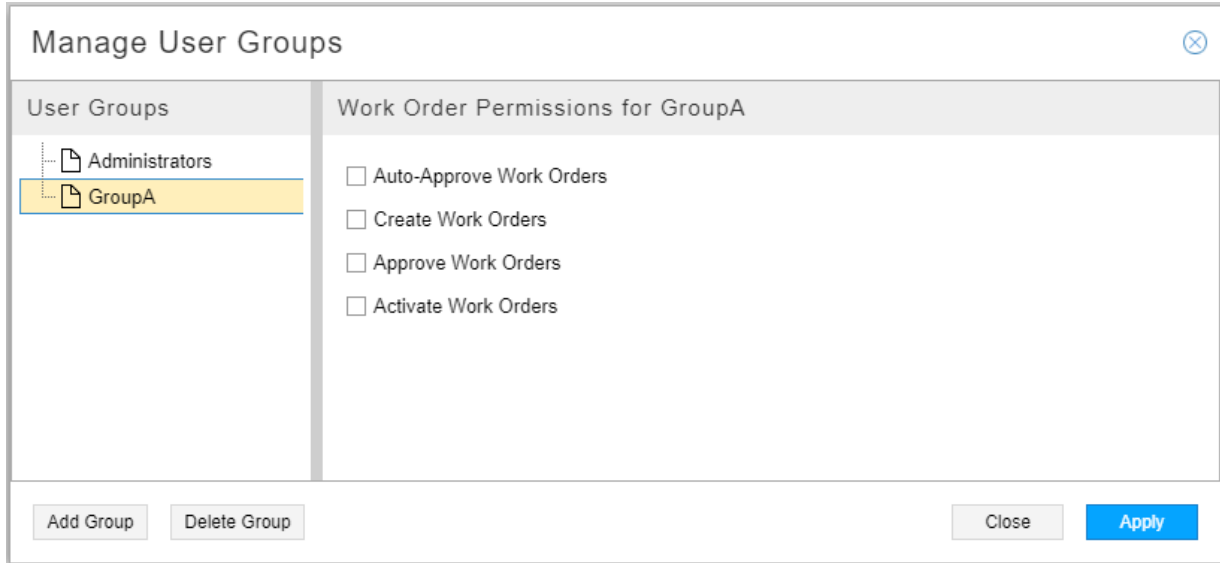 Manage User Groups
User Groups
Administrators
GroupA
Work Order Permissions for GroupA
Auto-Approve Work Orders
Create Work Orders
Approve Work Orders
Activate Work Orders
Add Group Delete Group Close Apply